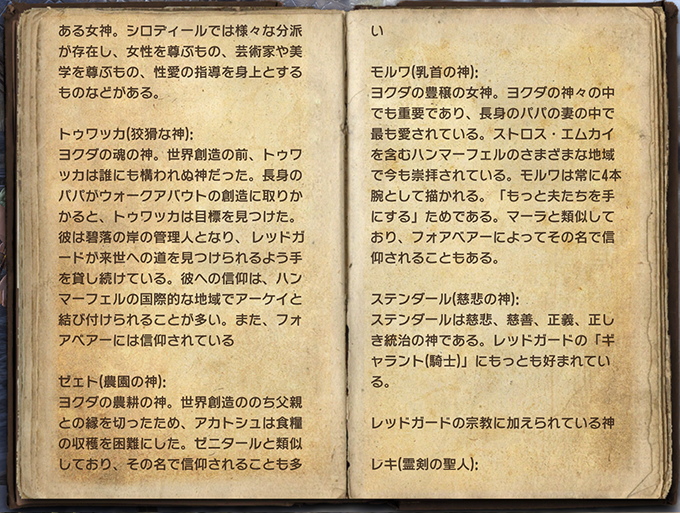 ある女神。シロディールでは様々な分派
が存在し、女性を尊ぶもの、芸術家や美
学を尊ぶもの、性愛の指導を身上とする
ものなどがある。
トゥワッカ(狡猾な神):
ヨクダの魂の神。世界創造の前、トゥワ
ッカは誰にも構われぬ神だった。長身の
パパがウォークアバウトの創造に取りか
かると、トゥワッカは目標を見つけた。
彼は碧落の岸の管理人となり、レッドガ
ードが来世への道を見つけられるよう手
を貸し続けている。彼への信仰は、ハン
マーフェルの国際的な地域でアーケイと
結び付けられることが多い。また、フォ
アベアーには信仰されている
ゼェト(農園の神):
ヨクダの農耕の神。世界創造ののち父親
との縁を切ったため、アカトシュは食糧
の収穫を困難にした。ゼニタールと類似
しており、その名で信仰されることも多
い
モルワ(乳首の神):
ヨクダの豊穣の女神。ヨクダの神々の中
でも重要であり、長身のパパの妻の中で
最も愛されている。ストロス・エムカイ
を含むハンマーフェルのさまざまな地域
で今も崇拝されている。モルワは常に4本
腕として描かれる。「もっと夫たちを手
にする」ためである。マーラと類似して
おり、フォアベアーによってその名で信
仰されることもある。
ステンダール(慈悲の神):
ステンダールは慈悲、慈善、正義、正し
き統治の神である。レッドガードの「ギ
ャラント(騎士)」にもっとも好まれてい
る。
レッドガードの宗教に加えられている神
レキ(霊剣の聖人):